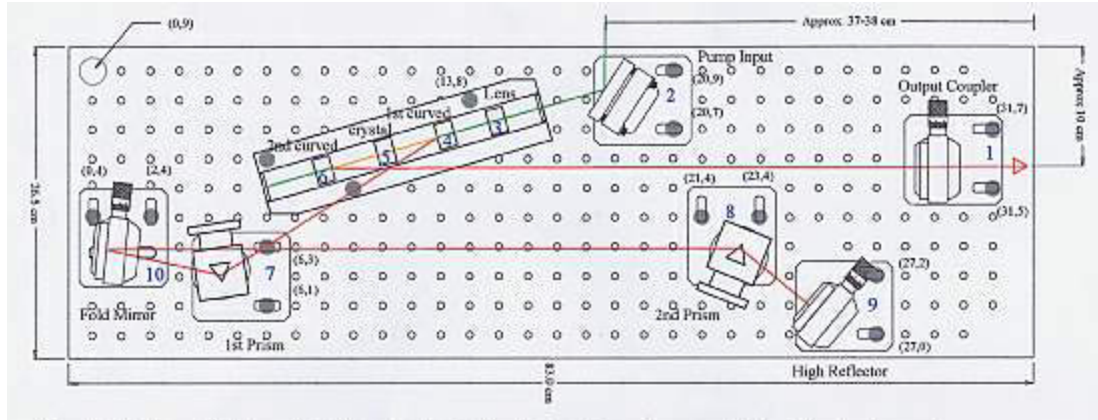 (0,9)
Approx. 37-38 cm
Pump Input
(13,8)
Lens
2
(20,9)
Output Coupler
Approx 10 cm
1st curved
(20,7)
(31,7)
crystal
3
2nd curved
4
1
5
6
(0,4)
(2,4)
(21,4)
(23,4)
26.5 cm
(31,5)
8
(6,3)
(27,2)
10
7
(6,1)
9
Fold Mirror
2nd Prism
1st Prism
(27,0)
High Reflector
83.0 cm